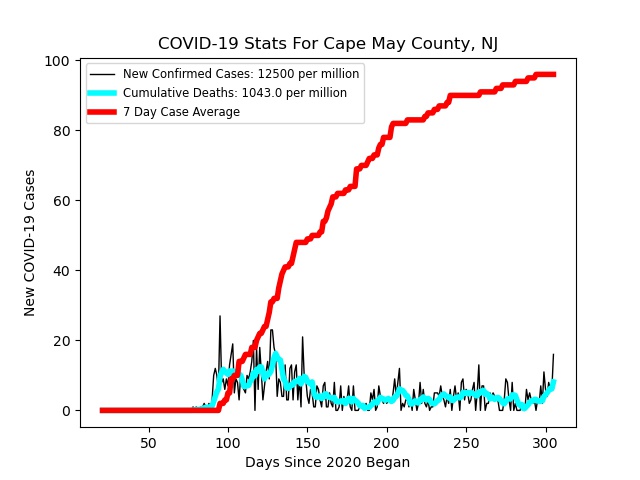 COVID-19 Stats For Cape May County, NJ
New Confirmed Cases: 12500 per million
Cumulative Deaths: 1043.0 per million
7 Day Case Average
New COVID-19 Cases
100
80
60
40
20
0
50 100 150 200 250 300
Days Since 2020 Began